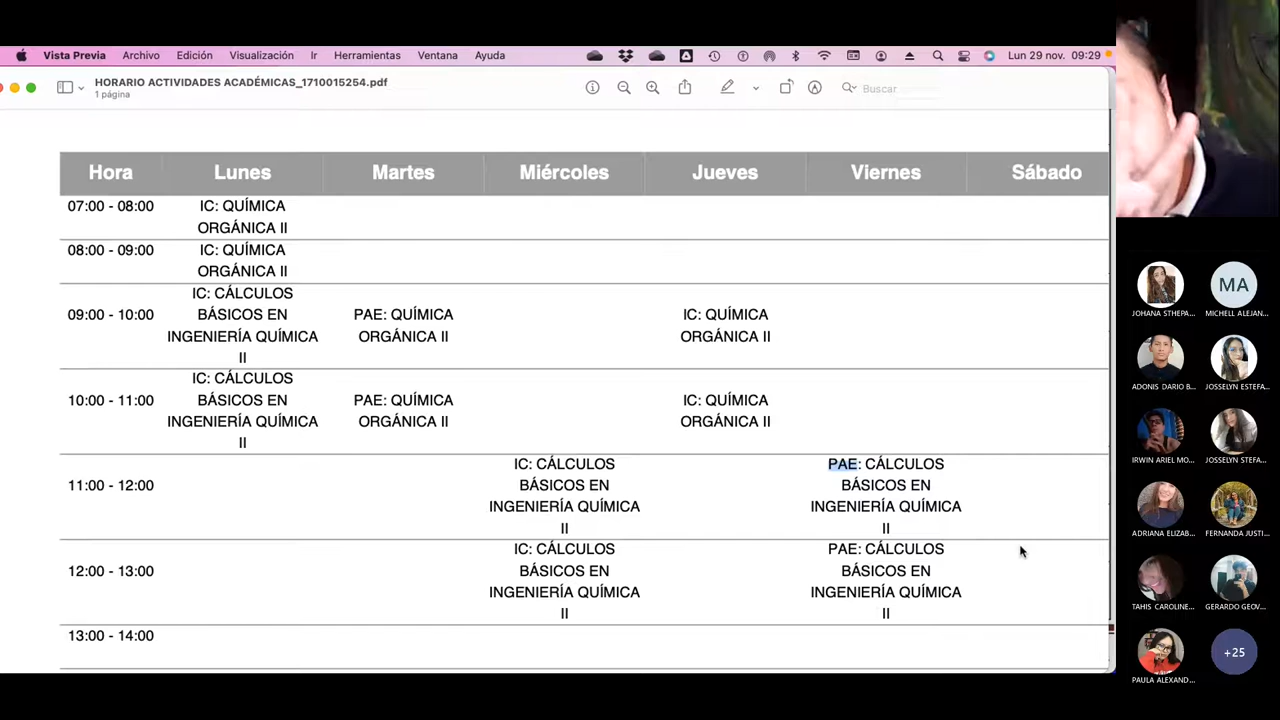 Vista Previa Archivo Edición Visualización Ir Herramientas Ventana Ayuda Lun 29 nov. 09:29
HORARIO ACTIVIDADES ACADÉMICAS_1710015254.pdf
1 página
Buscar
Hora Lunes Martes Miércoles Jueves Viernes Sábado
07:00 - 08:00 IC: QUÍMICA
ORGÁNICA II
08:00 - 09:00 IC: QUÍMICA
ORGÁNICA II
IC: CÁLCULOS
09:00 - 10:00 BÁSICOS EN PAE: QUÍMICA IC: QUÍMICA
INGENIERÍA QUÍMICA ORGÁNICA II ORGÁNICA II
II
IC: CÁLCULOS
10:00 - 11:00 BÁSICOS EN PAE: QUÍMICA IC: QUÍMICA
INGENIERÍA QUÍMICA ORGÁNICA II ORGÁNICA II
II
IC: CÁLCULOS PAE: CÁLCULOS
11:00 - 12:00 BÁSICOS EN BÁSICOS EN
INGENIERÍA QUÍMICA INGENIERÍA QUÍMICA
II II
IC: CÁLCULOS PAE: CÁLCULOS
12:00 - 13:00 BÁSICOS EN BÁSICOS EN
INGENIERÍA QUÍMICA INGENIERÍA QUÍMICA
II II
13:00 - 14:00
MA
JOHANA STHEPA... MICHELL ALEJAN...
ADONIS DARIO B... JOSSELYN ESTEFA...
IRWIN ARIEL MO... JOSSELYN STEFA...
ADRIANA ELIZAB... FERNANDA JUSTI...
TAHIS CAROLINE... GERARDO GEOV...
+25
PAULA ALEXAND...